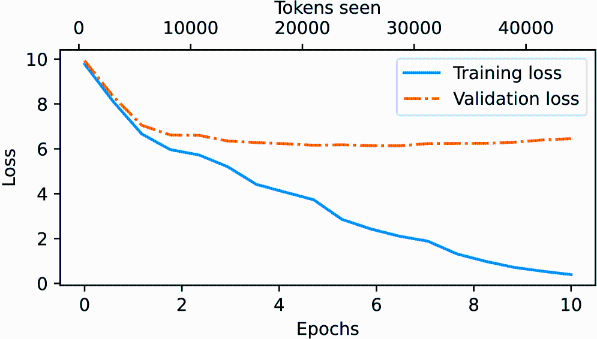 Tokens seen
0 10000 20000 30000 40000
10
8
6
4
2
0
Loss
Training loss
Validation loss
0 2 4 6 8 10
Epochs